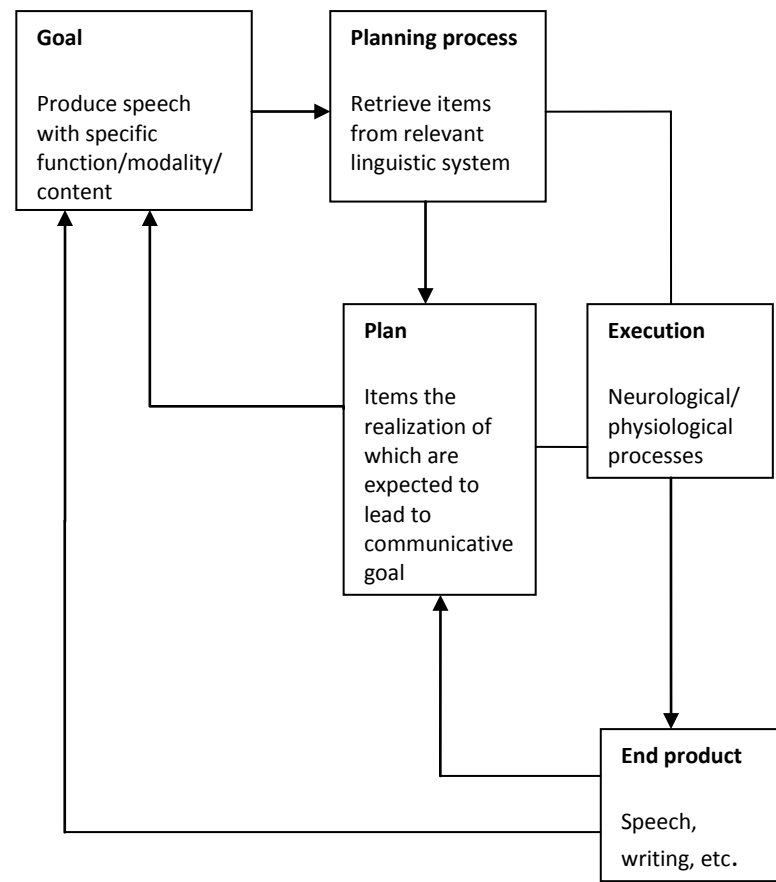 Goal
Produce speech
with specific
function/modality/
content
Planning process
Retrieve items
from relevant
linguistic system
Plan
Items the
realization of
which are
expected to
lead to
communicative
goal
Execution
Neurological/
physiological
processes
End product
Speech,
writing, etc.